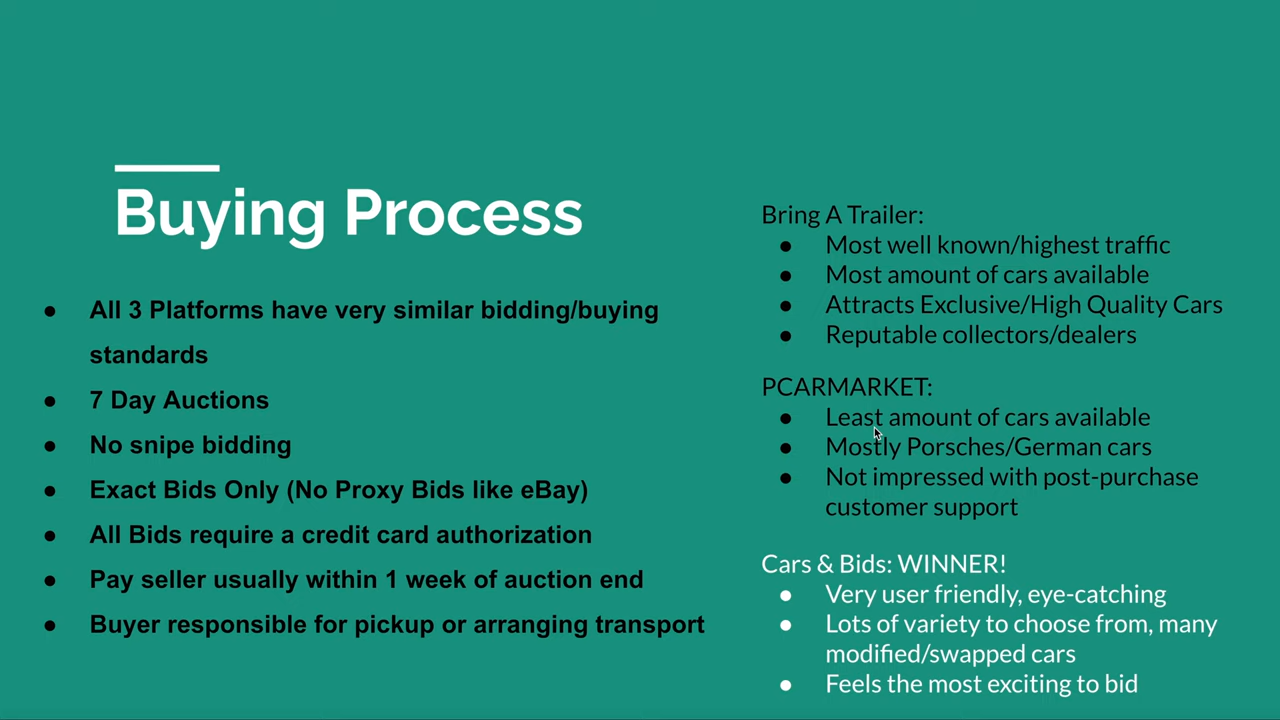 Buying Process
● All 3 Platforms have very similar bidding/buying
standards
● 7 Day Auctions
● No snipe bidding
● Exact Bids Only (No Proxy Bids like eBay)
● All Bids require a credit card authorization
● Pay seller usually within 1 week of auction end
● Buyer responsible for pickup or arranging transport
Bring A Trailer:
● Most well known/highest traffic
● Most amount of cars available
● Attracts Exclusive/High Quality Cars
● Reputable collectors/dealers
PCARMARKET:
● Least amount of cars available
● Mostly Porsches/German cars
● Not impressed with post-purchase
customer support
Cars & Bids: WINNER!
● Very user friendly, eye-catching
● Lots of variety to choose from, many
modified/swapped cars
● Feels the most exciting to bid